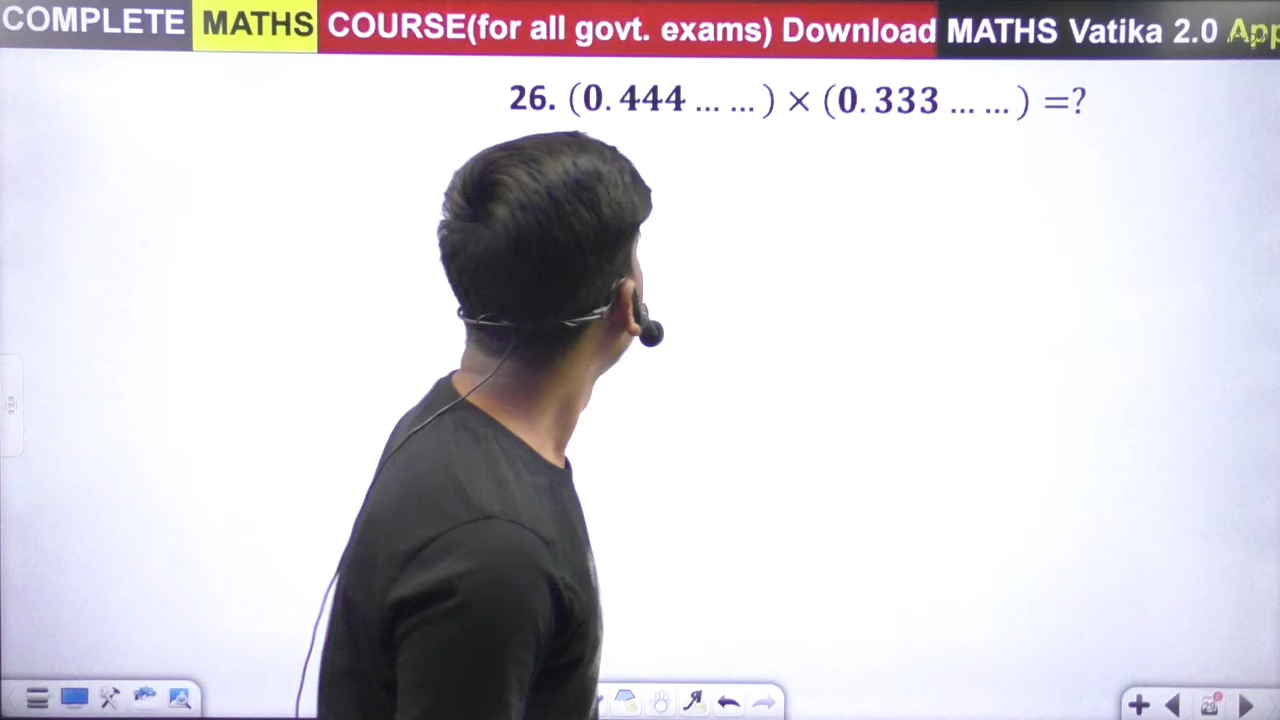 COMPLETE MATHS COURSE(for all govt. exams) Download MATHS Vatika 2.0 App
26. (0.444 ... ... ) × (0.333 ... ... ) =?